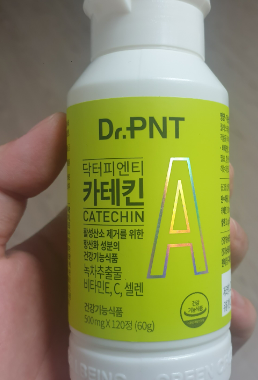 Dr.PNT
닥터피엔티
카테킨
CATECHIN
A
활성산소 제거를 위한
항산화 성분의
건강기능식품
녹차추출물
비타민E, C, 셀렌
건강기능식품
500mg X 120정 (60g)